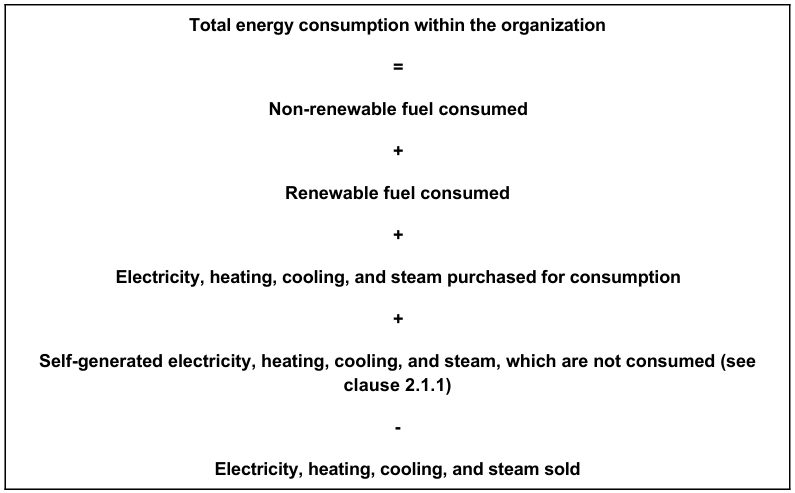 Total energy consumption within the organization
=
Non-renewable fuel consumed
+
Renewable fuel consumed
+
Electricity, heating, cooling, and steam purchased for consumption
+
Self-generated electricity, heating, cooling, and steam, which are not consumed (see
clause 2.1.1)
-
Electricity, heating, cooling, and steam sold